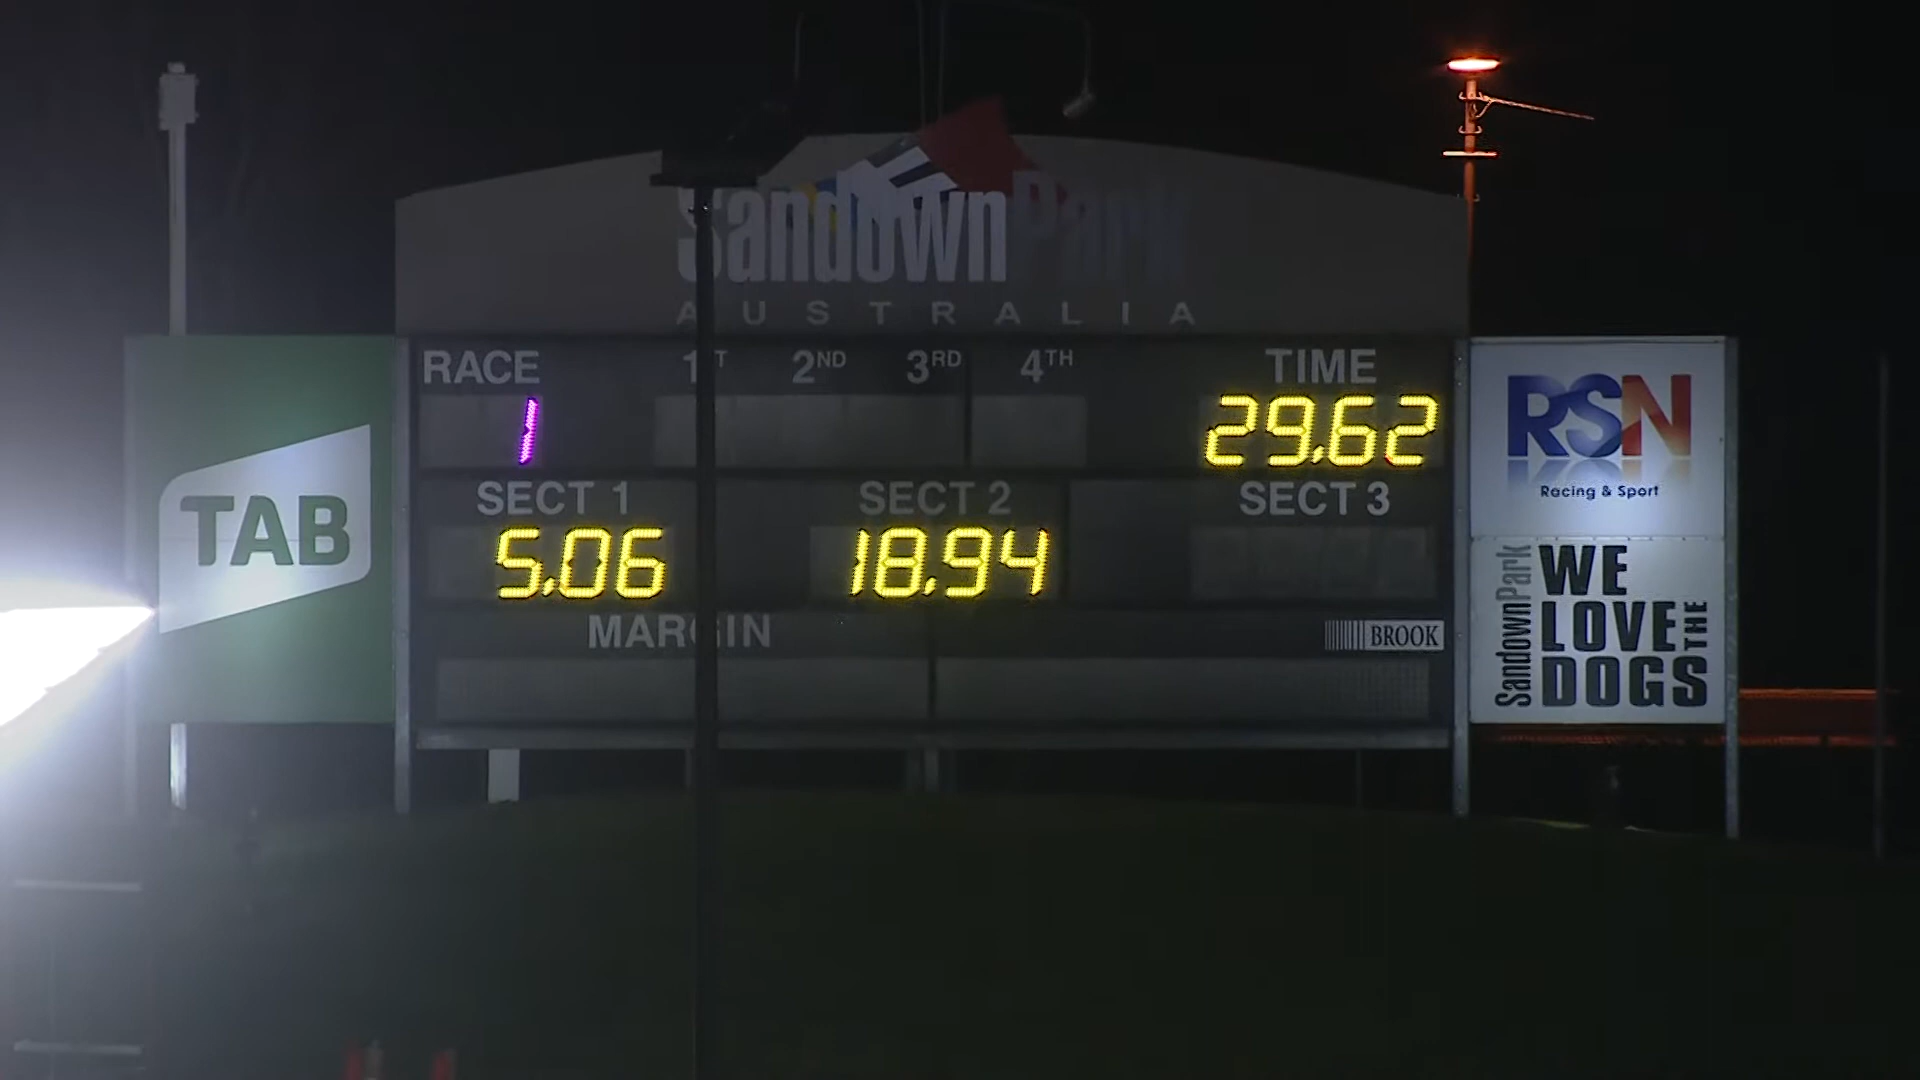 SandownPark
AUSTRALIA
RACE 1ST 2ND 3RD 4TH TIME
1 29.62
SECT 1 SECT 2 SECT 3
5.06 18.94
MARGIN
BROOK
TAB
RSN
Racing & Sport
SandownPark
WE
LOVE THE
DOGS